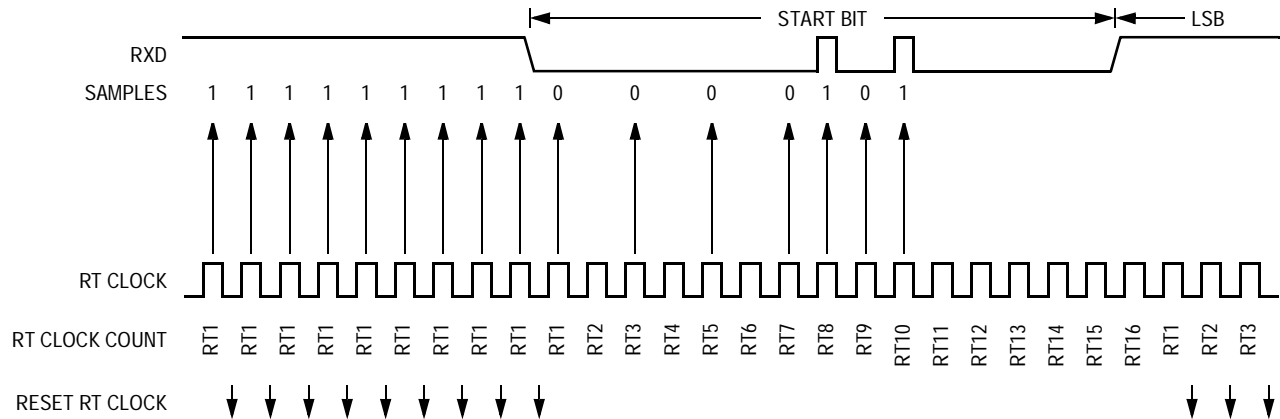 START BIT LSB
RXD
SAMPLES 1 1 1 1 1 1 1 1 1 0 0 0 0 1 0 1
RT CLOCK
RT CLOCK COUNT RT1 RT1 RT1 RT1 RT1 RT1 RT1 RT1 RT1 RT1 RT2 RT3 RT4 RT5 RT6 RT7 RT8 RT9 RT10 RT11 RT12 RT13 RT14 RT15 RT16 RT1 RT2 RT3
RESET RT CLOCK